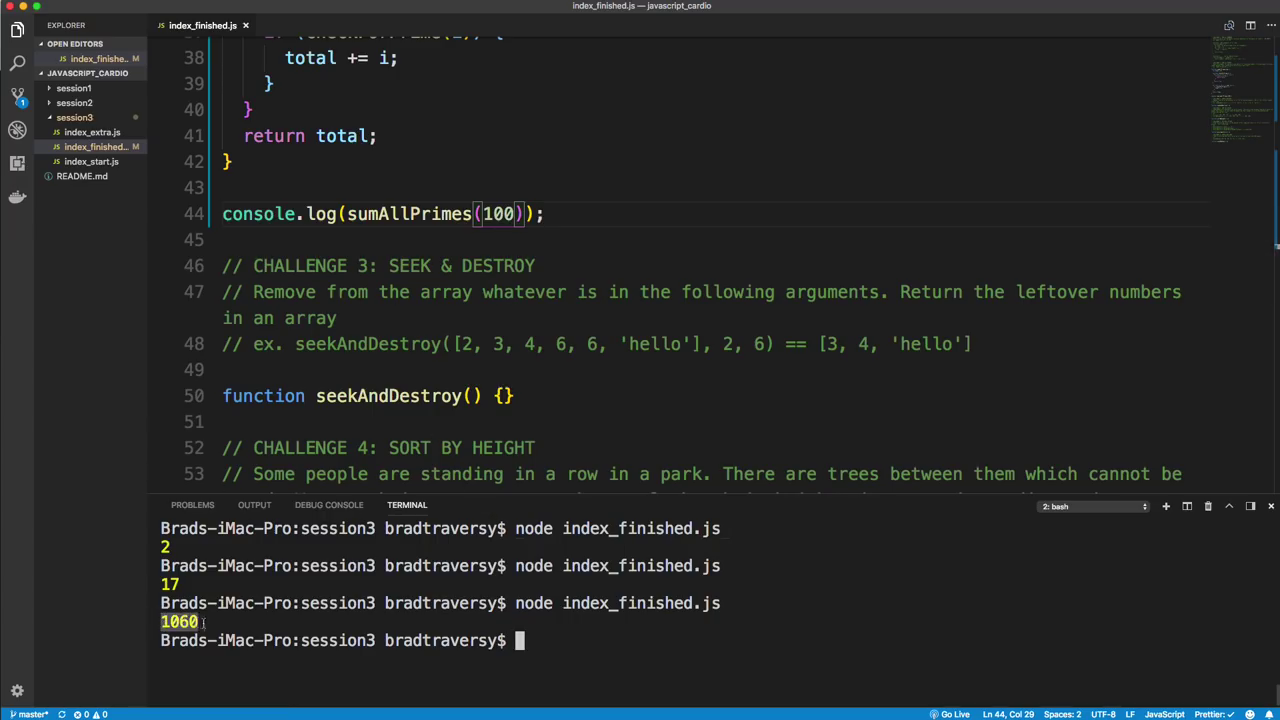 index_finished.js — javascript_cardio
EXPLORER
index_finished.js ×
OPEN EDITORS
index_finishe.. M
JAVASCRIPT_CARDIO
session1
session2
session3
JS index_extra.js
JS index_finished... M
JS index_start.js
README.md
1
38 total += i;
39 }
40 }
41 return total;
42 }
43
44 console.log(sumAllPrimes(100));
45
46 // CHALLENGE 3: SEEK & DESTROY
47 // Remove from the array whatever is in the following arguments. Return the leftover numbers
in an array
48 // ex. seekAndDestroy([2, 3, 4, 6, 6, 'hello'], 2, 6) == [3, 4, 'hello']
49
50 function seekAndDestroy() {}
51
52 // CHALLENGE 4: SORT BY HEIGHT
53 // Some people are standing in a row in a park. There are trees between them which cannot be
PROBLEMS OUTPUT DEBUG CONSOLE TERMINAL 2: bash
Brads-iMac-Pro:session3 bradtraversy$ node index_finished.js
2
Brads-iMac-Pro:session3 bradtraversy$ node index_finished.js
17
Brads-iMac-Pro:session3 bradtraversy$ node index_finished.js
1060
Brads-iMac-Pro:session3 bradtraversy$
master* 0 0 Go Live Ln 44, Col 29 Spaces: 2 UTF-8 LF JavaScript Prettier: ✓